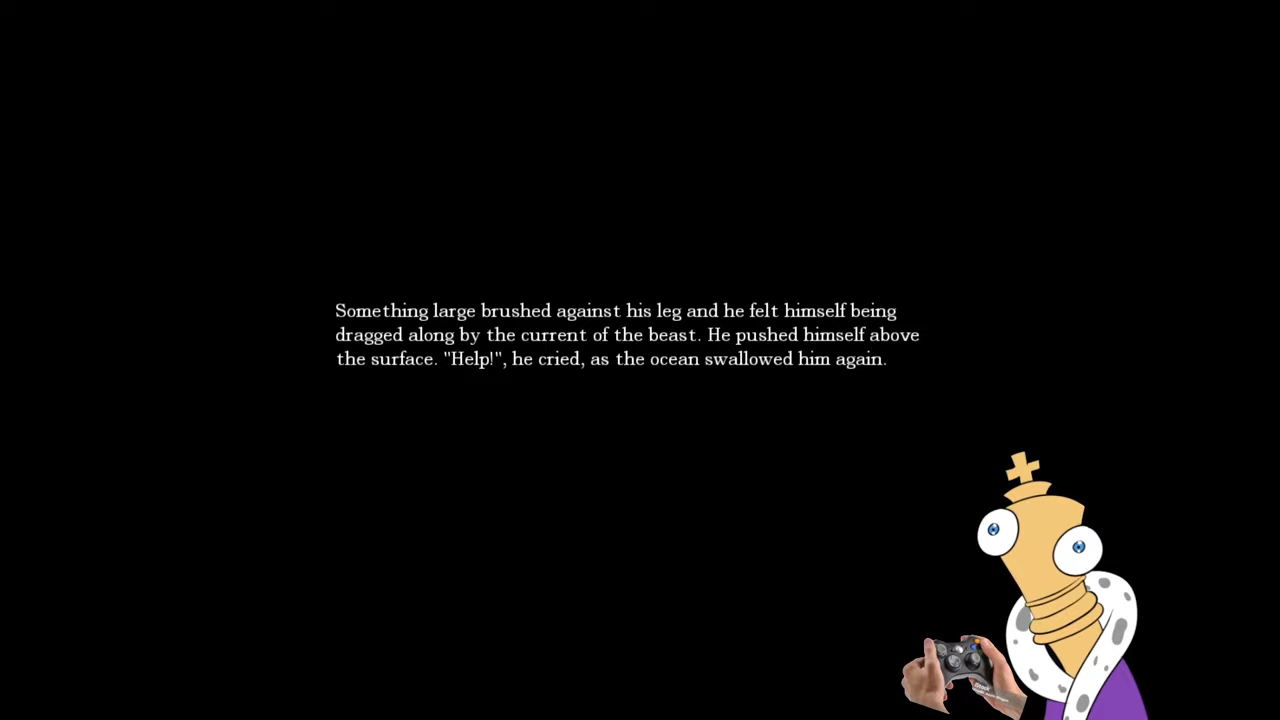 Something large brushed against his leg and he felt himself being
dragged along by the current of the beast. He pushed himself above
the surface. "Help!", he cried, as the ocean swallowed him again.